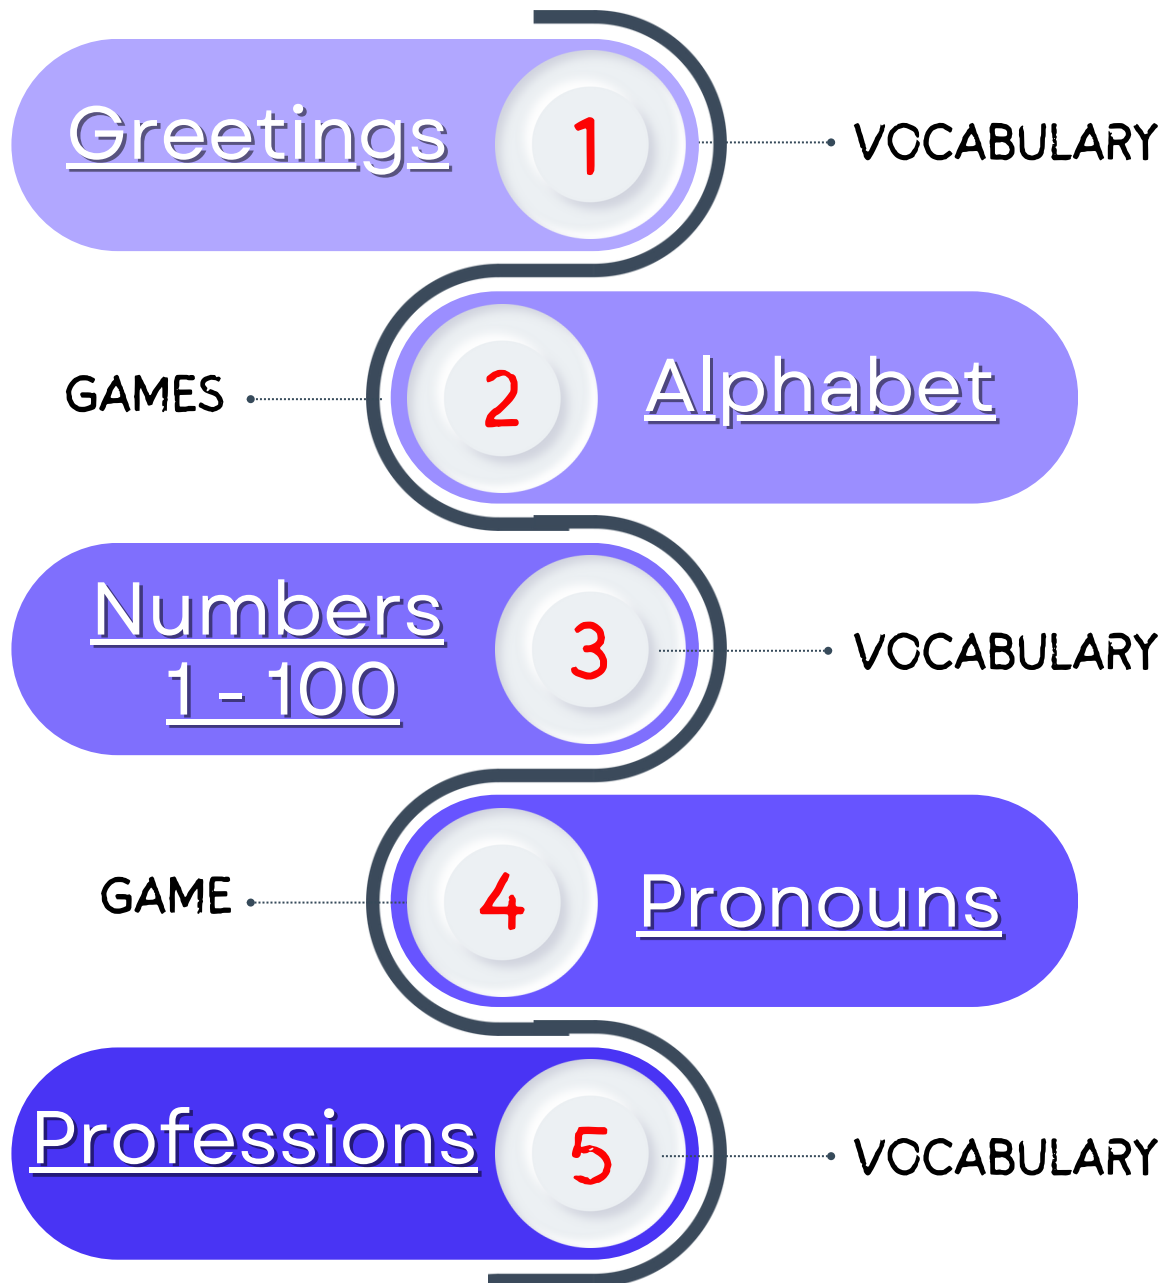 Greetings
1
VOCABULARY
GAMES
2
Alphabet
Numbers
1 - 100
3
VOCABULARY
GAME
4
Pronouns
Professions
5
VOCABULARY